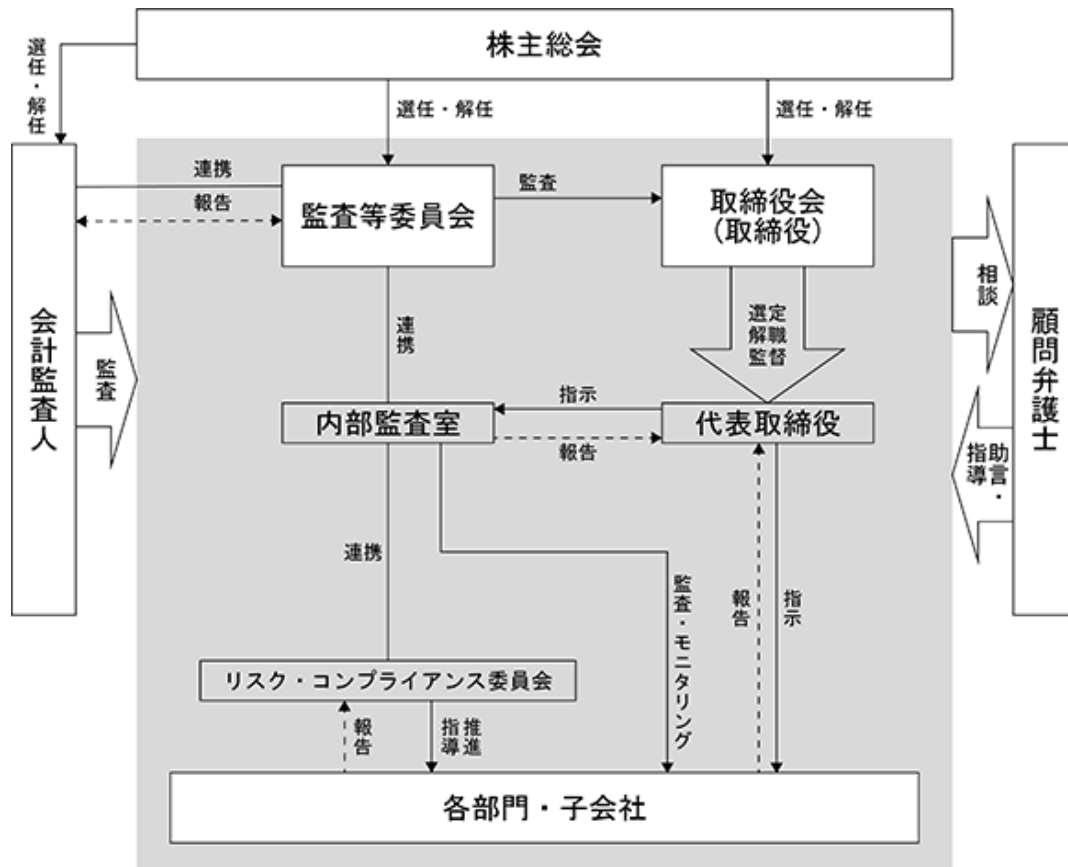 株主総会
選任・解任
選任・解任
選任・解任
連携
報告
監査等委員会
監査
取締役会
(取締役)
会計監査人
監査
連携
選定
解職
監督
相談
顧問弁護士
助言・
指導
内部監査室
指示
報告
代表取締役
連携
監査・モニタリング
報告
指示
リスク・コンプライアンス委員会
報告
推進
指導
各部門・子会社